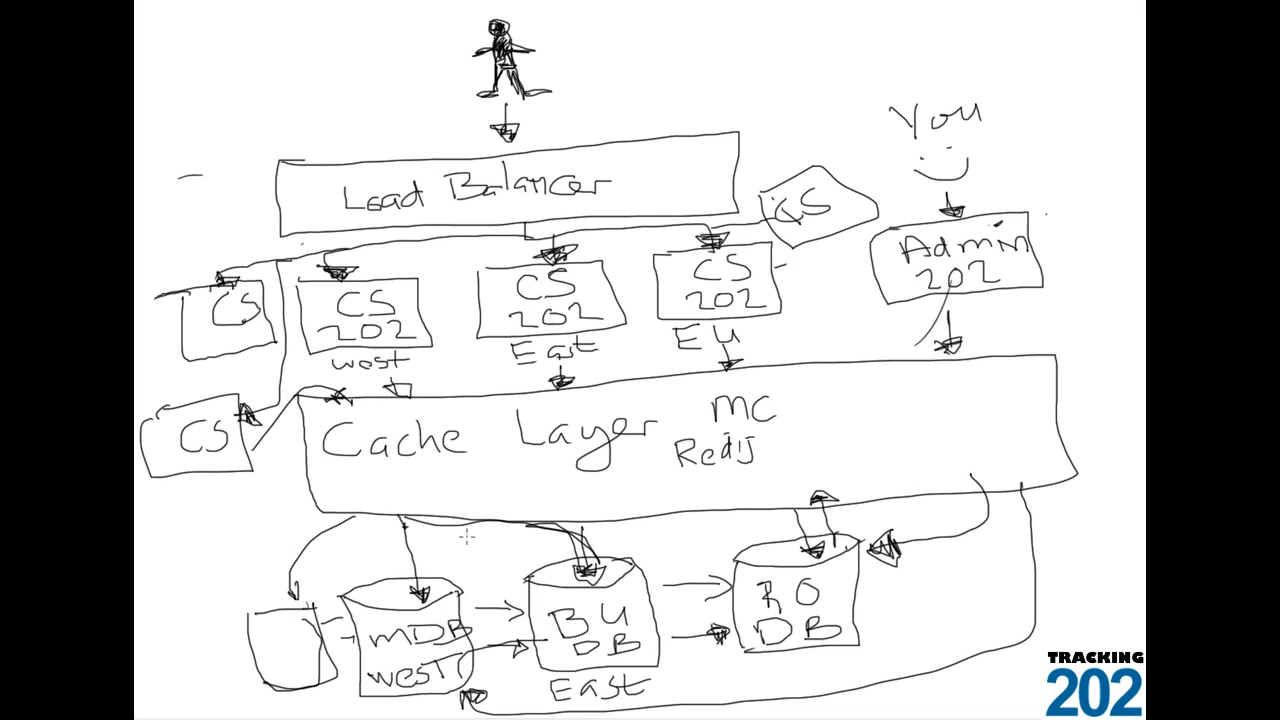 You
Load Balancer
CS
Admin
202
CS
CS
202
west
CS
202
East
CS
202
EU
CS
Cache Layer MC
Redis
MDB
west
BU
DB
East
RO
DB
TRACKING
202